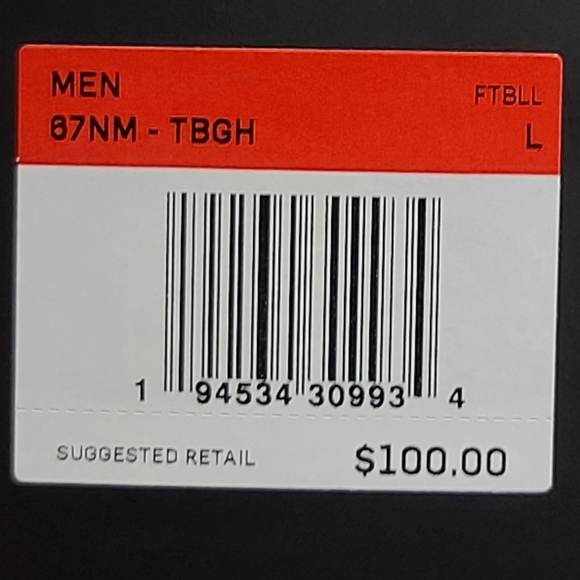 MEN
FTBLL
67NM - TBGH
L
1 94534 30993 4
SUGGESTED RETAIL
$100.00